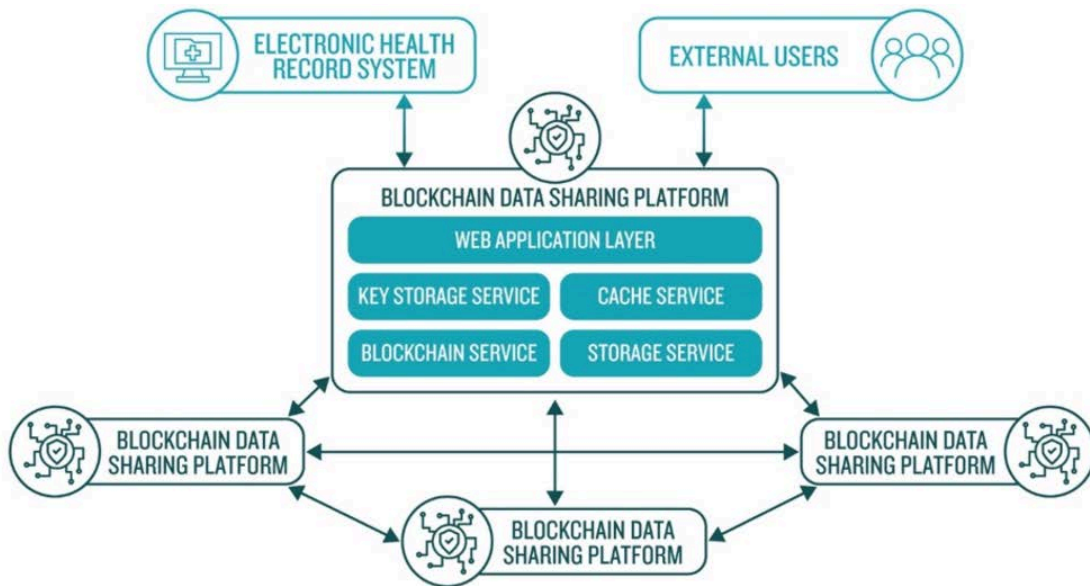 ELECTRONIC HEALTH
RECORD SYSTEM
EXTERNAL USERS
BLOCKCHAIN DATA SHARING PLATFORM
WEB APPLICATION LAYER
KEY STORAGE SERVICE
CACHE SERVICE
BLOCKCHAIN SERVICE
STORAGE SERVICE
BLOCKCHAIN DATA
SHARING PLATFORM
BLOCKCHAIN DATA
SHARING PLATFORM
BLOCKCHAIN DATA
SHARING PLATFORM